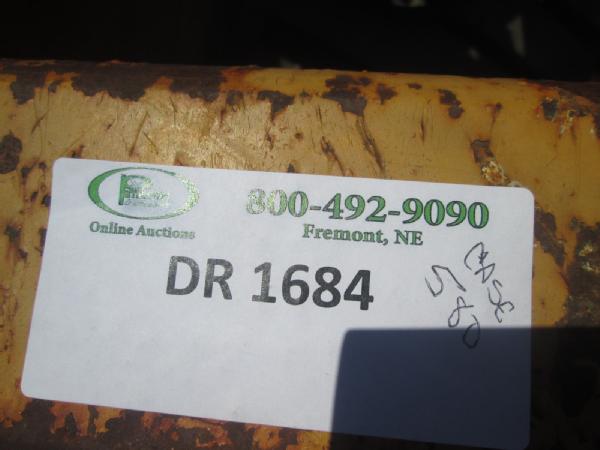 800-492-9090
Online Auctions
Fremont, NE
DR 1684
CASE
580